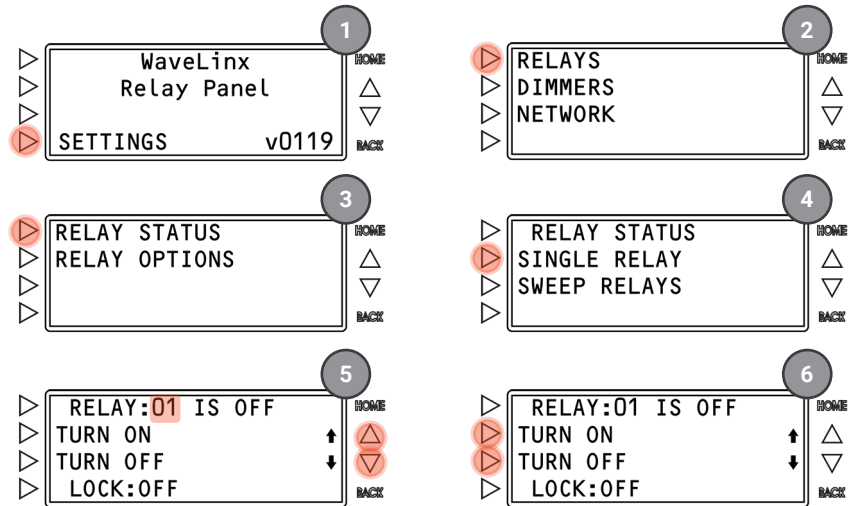 1
WaveLinx
Relay Panel
SETTINGS v0119
HOME
BACK
2
RELAYS
DIMMERS
NETWORK
HOME
BACK
3
RELAY STATUS
RELAY OPTIONS
HOME
BACK
4
RELAY STATUS
SINGLE RELAY
SWEEP RELAYS
HOME
BACK
5
RELAY:01 IS OFF
TURN ON
TURN OFF
LOCK:OFF
HOME
BACK
6
RELAY:01 IS OFF
TURN ON
TURN OFF
LOCK:OFF
HOME
BACK